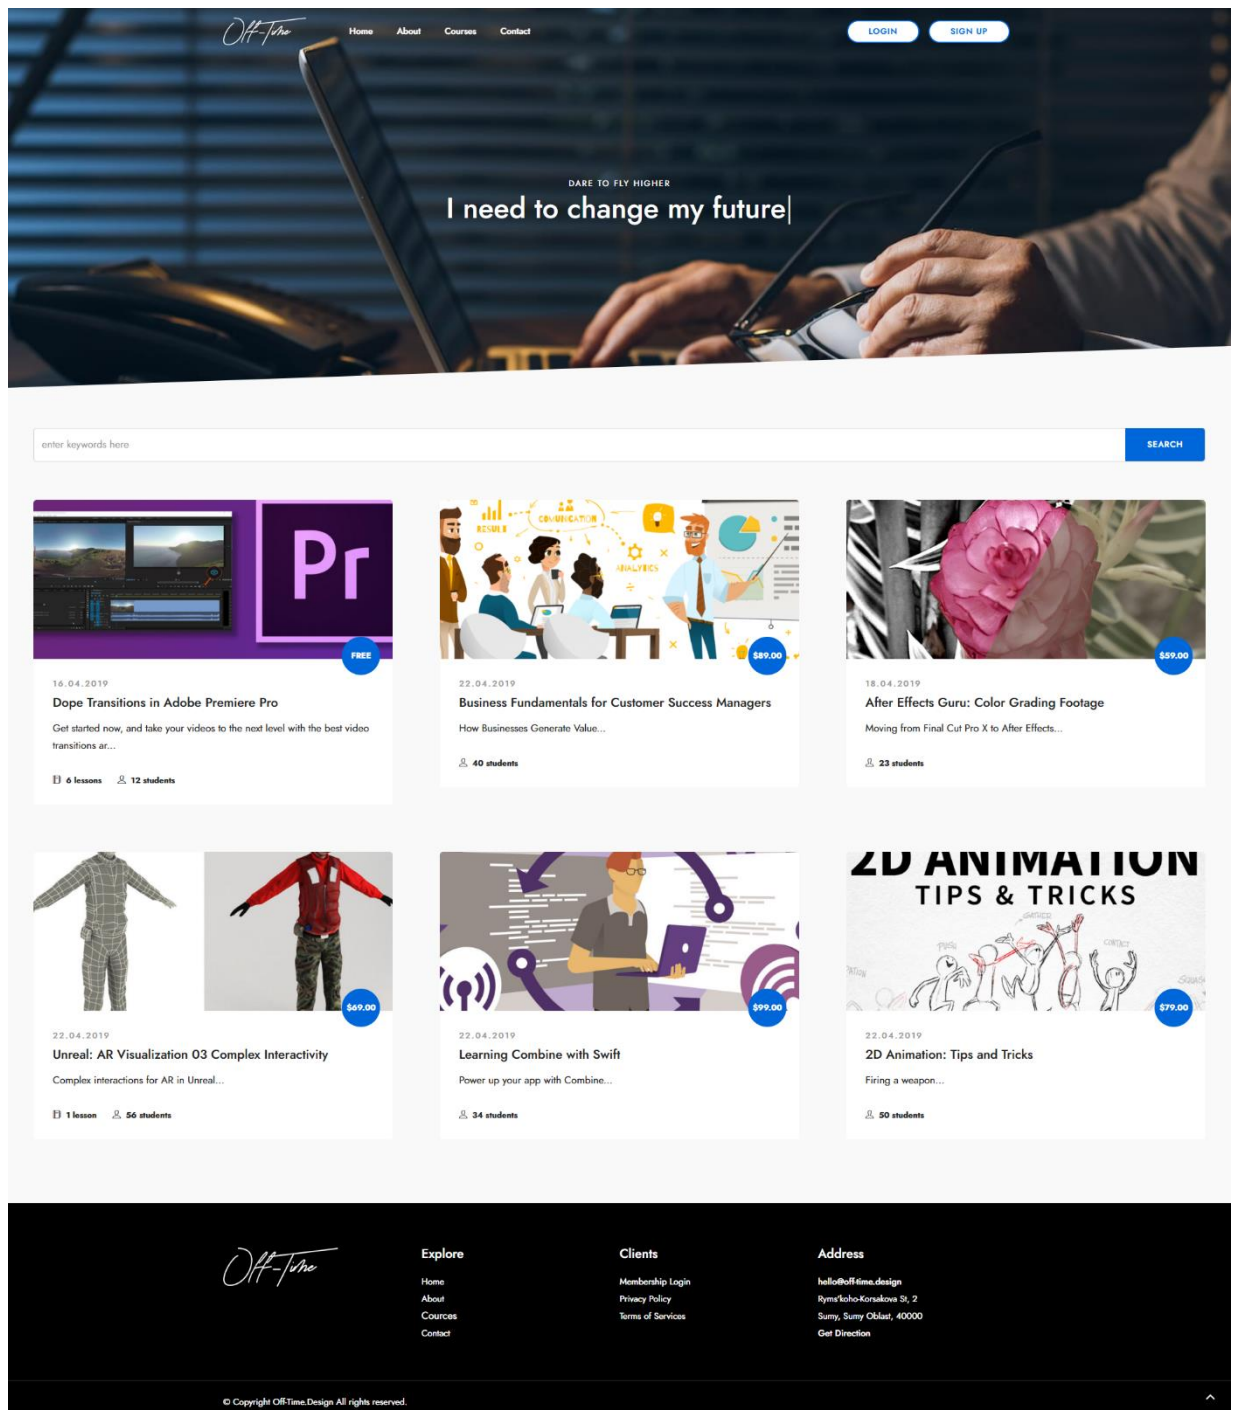 Off-Time
Home About Courses Contact
LOGIN SIGN UP
DARE TO FLY HIGHER
I need to change my future
enter keywords here
SEARCH
Pr
FREE
16.04.2019
Dope Transitions in Adobe Premiere Pro
Get started now, and take your videos to the next level with the best video
transitions ar...
6 lessons 12 students
RESULT
COMUNICATION
ANALYTICS
$89.00
22.04.2019
Business Fundamentals for Customer Success Managers
How Businesses Generate Value...
40 students
$59.00
18.04.2019
After Effects Guru: Color Grading Footage
Moving from Final Cut Pro X to After Effects...
23 students
$69.00
22.04.2019
Unreal: AR Visualization 03 Complex Interactivity
Complex interactions for AR in Unreal...
1 lesson 56 students
$99.00
22.04.2019
Learning Combine with Swift
Power up your app with Combine...
34 students
2D ANIMATION
TIPS & TRICKS
PUSH
CONTACT
$79.00
22.04.2019
2D Animation: Tips and Tricks
Firing a weapon...
50 students
Off-Time
Explore
Home
About
Cources
Contact
Clients
Membership Login
Privacy Policy
Terms of Services
Address
hello@off-time.design
Ryms'koho-Korsakova St, 2
Sumy, Sumy Oblast, 40000
Get Direction
© Copyright Off-Time.Design All rights reserved.